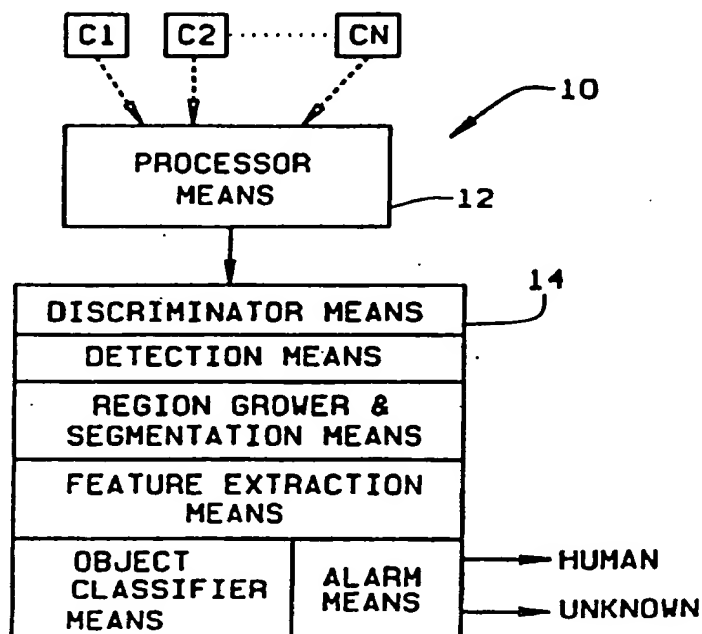 C1 C2 CN
10
PROCESSOR
MEANS
12
14
DISCRIMINATOR MEANS
DETECTION MEANS
REGION GROWER &
SEGMENTATION MEANS
FEATURE EXTRACTION
MEANS
OBJECT
CLASSIFIER
MEANS
ALARM
MEANS
HUMAN
UNKNOWN